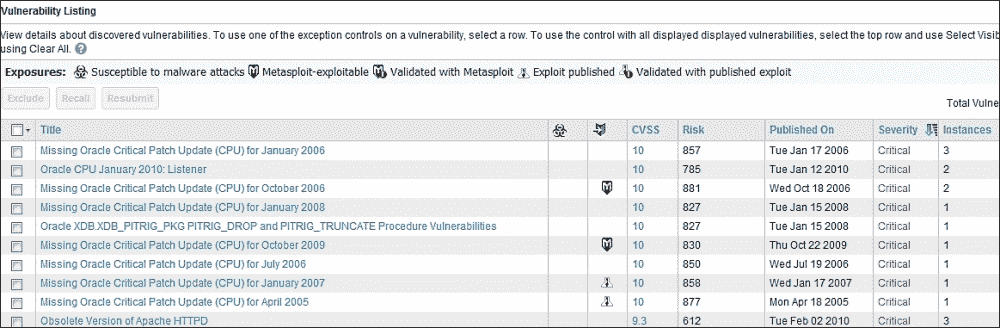 Vulnerability Listing
View details about discovered vulnerabilities. To use one of the exception controls on a vulnerability, select a row. To use the control with all displayed displayed vulnerabilities, select the top row and use Select Visib
using Clear All. ?
Exposures: Susceptible to malware attacks Metasploit-exploitable Validated with Metasploit Exploit published Validated with published exploit
Exclude Recall Resubmit
Total Vulne
Title CVSS Risk Published On Severity Instances
Missing Oracle Critical Patch Update (CPU) for January 2006 10 857 Tue Jan 17 2006 Critical 3
Oracle CPU January 2010: Listener 10 785 Tue Jan 12 2010 Critical 2
Missing Oracle Critical Patch Update (CPU) for October 2006 10 881 Wed Oct 18 2006 Critical 2
Missing Oracle Critical Patch Update (CPU) for January 2008 10 827 Tue Jan 15 2008 Critical 1
Oracle XDB.XDB_PITRIG_PKG PITRIG_DROP and PITRIG_TRUNCATE Procedure Vulnerabilities 10 827 Tue Jan 15 2008 Critical 1
Missing Oracle Critical Patch Update (CPU) for October 2009 10 830 Thu Oct 22 2009 Critical 1
Missing Oracle Critical Patch Update (CPU) for July 2006 10 850 Wed Jul 19 2006 Critical 1
Missing Oracle Critical Patch Update (CPU) for January 2007 10 858 Wed Jan 17 2007 Critical 1
Missing Oracle Critical Patch Update (CPU) for April 2005 10 877 Mon Apr 18 2005 Critical 1
Obsolete Version of Apache HTTPD 9.3 612 Tue Feb 02 2010 Critical 3